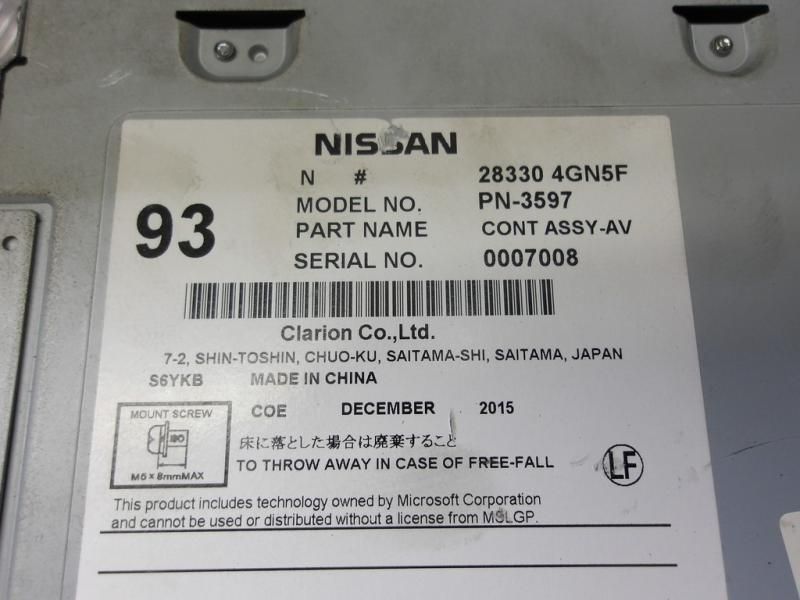 NISSAN
N # 28330 4GN5F
MODEL NO. PN-3597
93
PART NAME CONT ASSY-AV
SERIAL NO. 0007008
Clarion Co.,Ltd.
7-2, SHIN-TOSHIN, CHUO-KU, SAITAMA-SHI, SAITAMA, JAPAN
S6YKB MADE IN CHINA
COE DECEMBER 2015
MOUNT SCREW
M5 x 8mmMAX
床に落とした場合は廃棄すること
TO THROW AWAY IN CASE OF FREE-FALL
LF
This product includes technology owned by Microsoft Corporation
and cannot be used or distributed without a license from MSLGP.